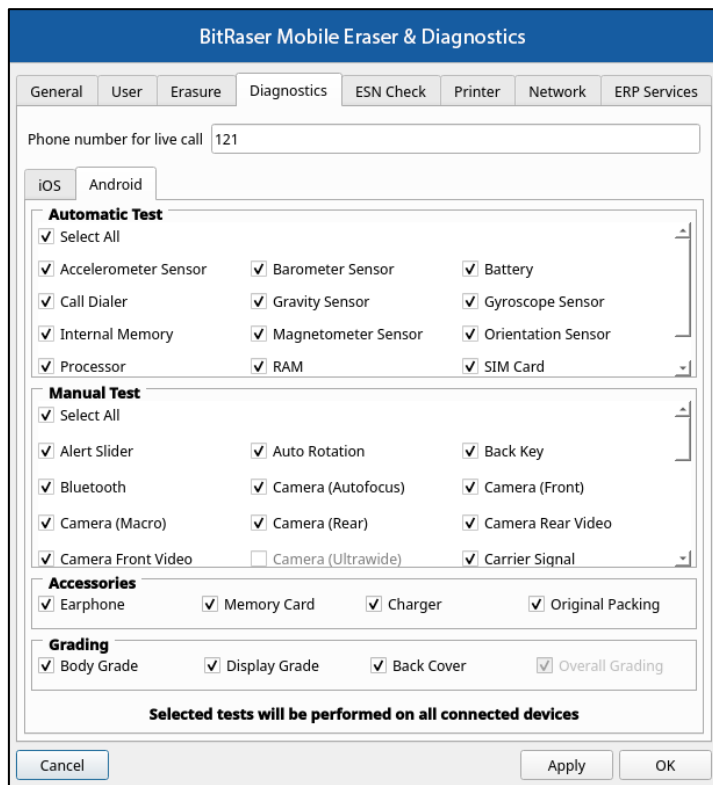 BitRaser Mobile Eraser & Diagnostics
General User Erasure Diagnostics ESN Check Printer Network ERP Services
Phone number for live call 121
iOS Android
Automatic Test
Select All
Accelerometer Sensor Barometer Sensor Battery
Call Dialer Gravity Sensor Gyroscope Sensor
Internal Memory Magnetometer Sensor Orientation Sensor
Processor RAM SIM Card
Manual Test
Select All
Alert Slider Auto Rotation Back Key
Bluetooth Camera (Autofocus) Camera (Front)
Camera (Macro) Camera (Rear) Camera Rear Video
Camera Front Video Camera (Ultrawide) Carrier Signal
Accessories
Earphone Memory Card Charger Original Packing
Grading
Body Grade Display Grade Back Cover Overall Grading
Selected tests will be performed on all connected devices
Cancel Apply OK